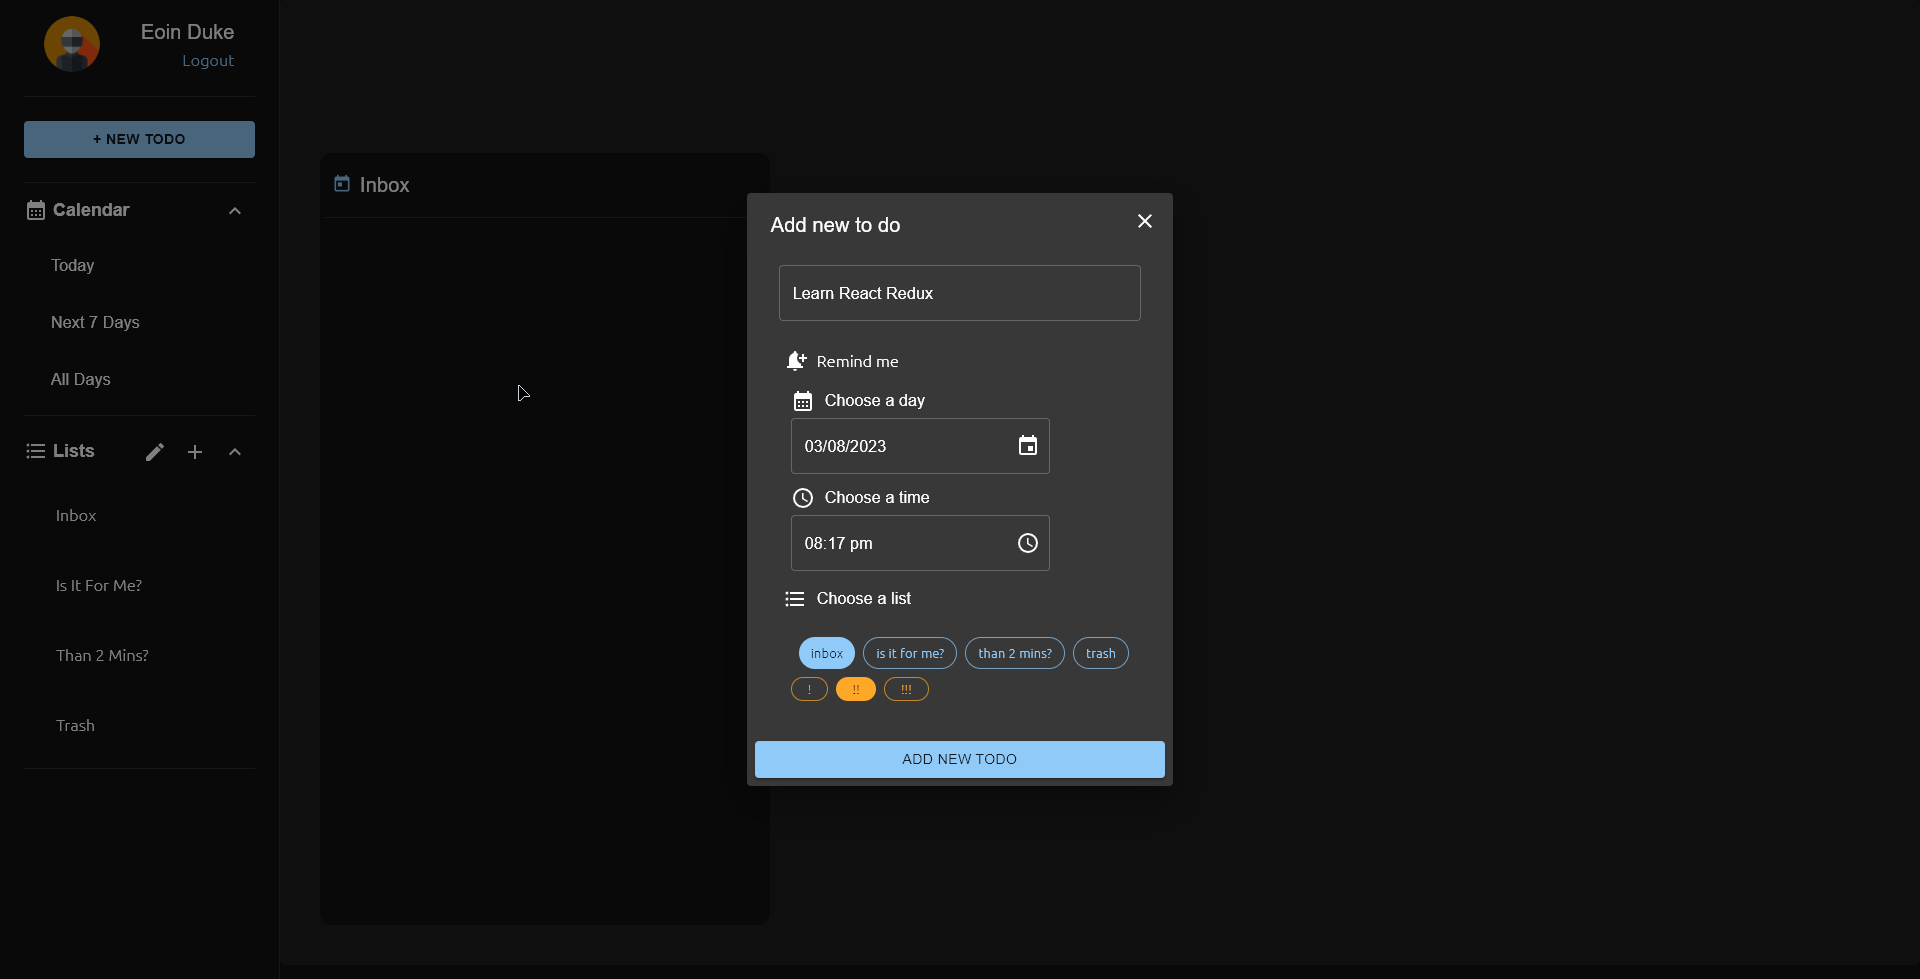 Eoin Duke
Logout
+ NEW TODO
Calendar
Today
Next 7 Days
All Days
Lists
Inbox
Is It For Me?
Than 2 Mins?
Trash
Inbox
Add new to do
Learn React Redux
Remind me
Choose a day
03/08/2023
Choose a time
08:17 pm
Choose a list
inbox is it for me? than 2 mins? trash
! !! !!!
ADD NEW TODO